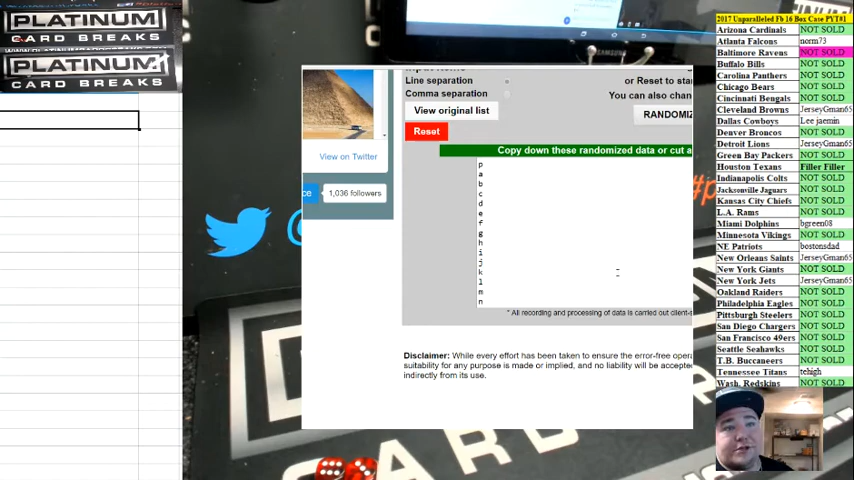 PLATINUM
CARD BREAKS
PLATINUM
CARD BREAKS
Line separation
Comma separation
View original list
Reset
or Reset to
You can also
View on Twitter
1,036 followers
Copy down these randomized data or cut
p
a
b
c
d
e
f
g
h
i
j
k
l
m
n
* All recording and processing of data is carried out
Disclaimer: While every effort has been taken to ensure the error-free
suitability for any purpose is made or implied, and no liability will be
indirectly from its use.
2017 Unparalleled Fb 16 Box Case PYT#1
Arizona Cardinals NOT SOLD
Atlanta Falcons norm73
Baltimore Ravens NOT SOLD
Buffalo Bills NOT SOLD
Carolina Panthers NOT SOLD
Chicago Bears NOT SOLD
Cincinnati Bengals NOT SOLD
Cleveland Browns JerseyGman65
Dallas Cowboys Lee jaemin
Denver Broncos NOT SOLD
Detroit Lions JerseyGman65
Green Bay Packers NOT SOLD
Houston Texans Filler Filler
Indianapolis Colts NOT SOLD
Jacksonville Jaguars NOT SOLD
Kansas City Chiefs NOT SOLD
L.A. Rams NOT SOLD
Miami Dolphins bgreen08
Minnesota Vikings NOT SOLD
NE Patriots bostonsdad
New Orleans Saints JerseyGman65
New York Giants NOT SOLD
New York Jets JerseyGman65
Oakland Raiders NOT SOLD
Philadelphia Eagles NOT SOLD
Pittsburgh Steelers NOT SOLD
San Diego Chargers NOT SOLD
San Francisco 49ers NOT SOLD
Seattle Seahawks NOT SOLD
T.B. Buccaneers NOT SOLD
Tennessee Titans tehigh
Wash. Redskins NOT SOLD